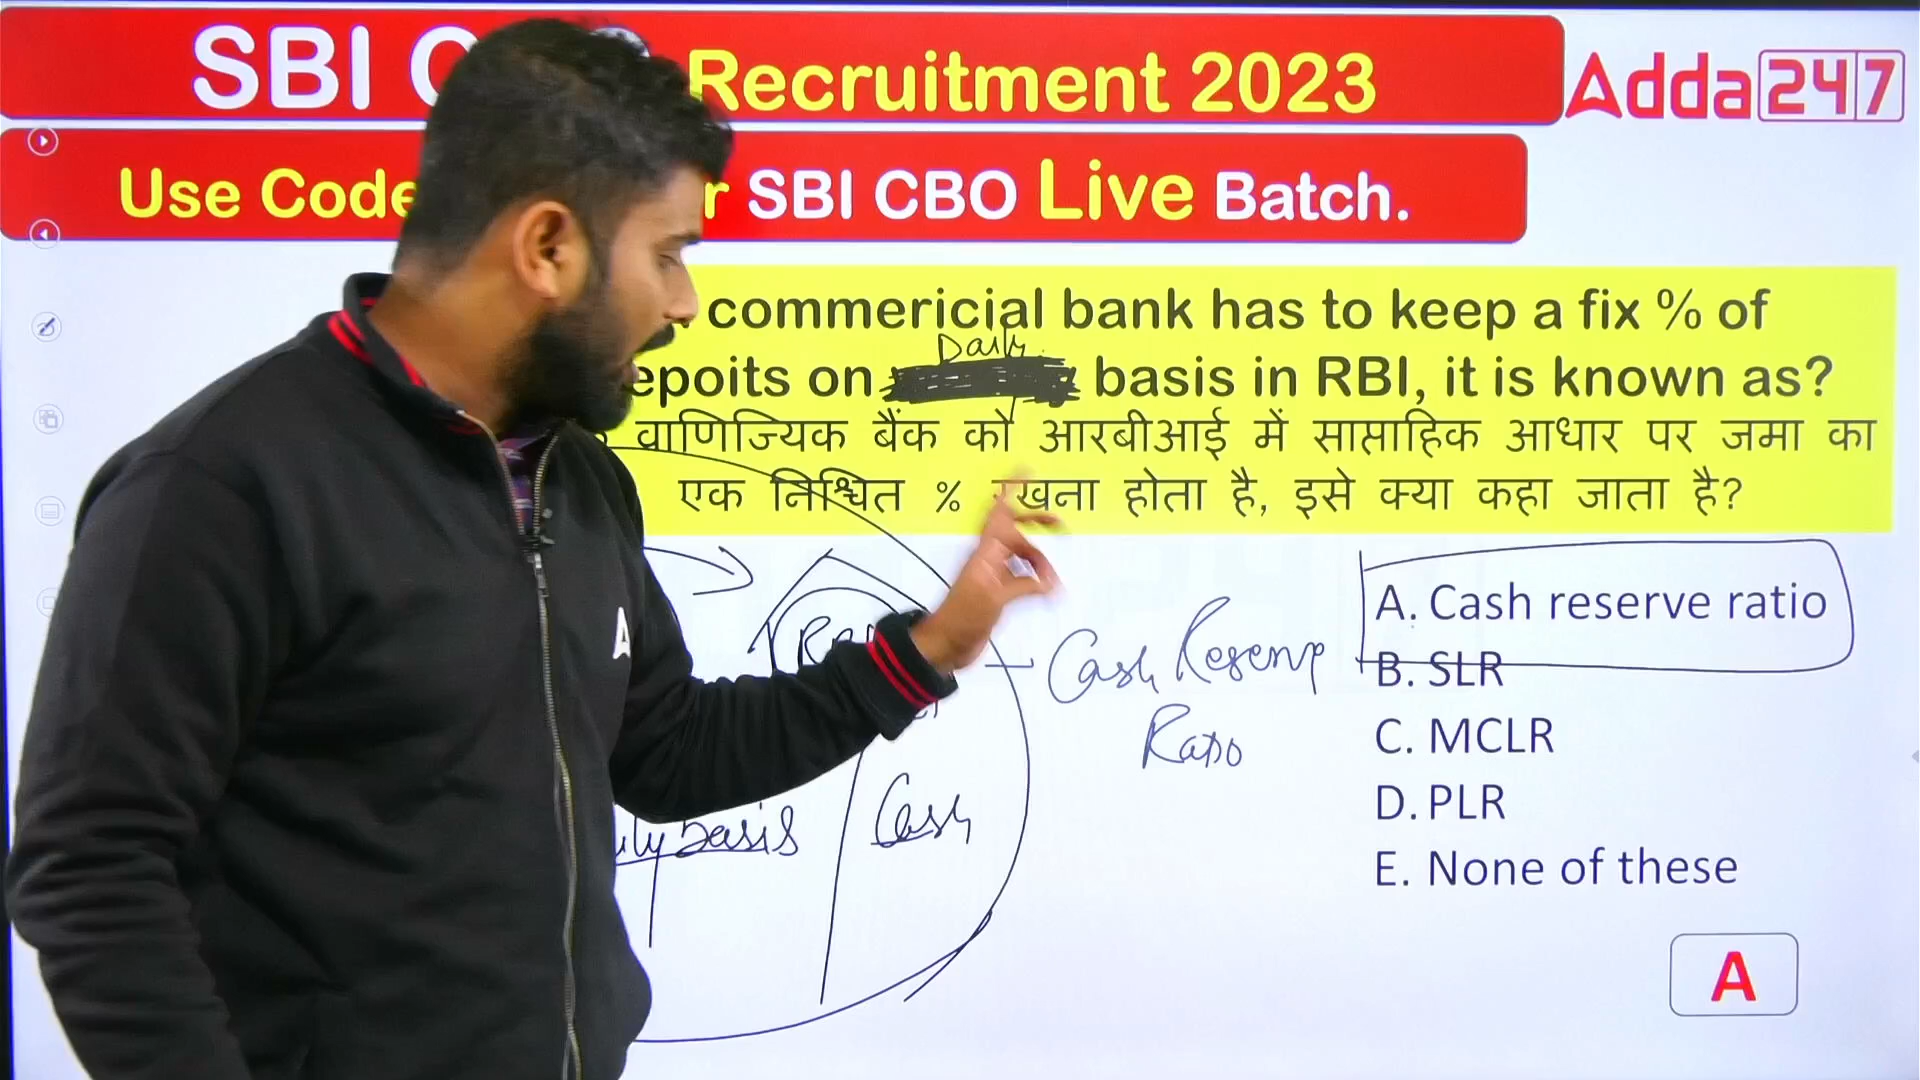 SBI C Recruitment 2023
Adda247
Use Code r SBI CBO Live Batch.
commericial bank has to keep a fix % of
Daily
epoits on basis in RBI, it is known as?
वाणिज्यिक बैंक को आरबीआई में साप्ताहिक आधार पर जमा का
एक निश्चित % रखना होता है, इसे क्या कहा जाता है?
A. Cash reserve ratio
B. SLR
C. MCLR
D. PLR
E. None of these
Cash Reserve
Ratio
ily basis
Cash
A